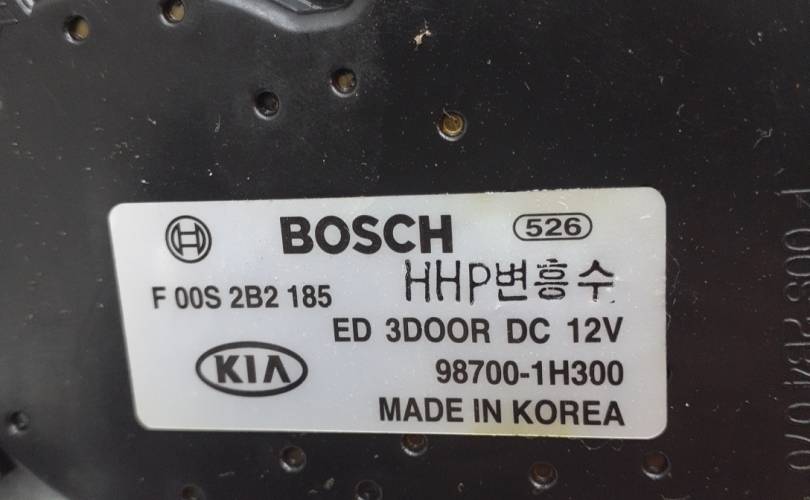 BOSCH 526
HHP변흥수
F 00S 2B2 185
ED 3DOOR DC 12V
KIA 98700-1H300
MADE IN KOREA